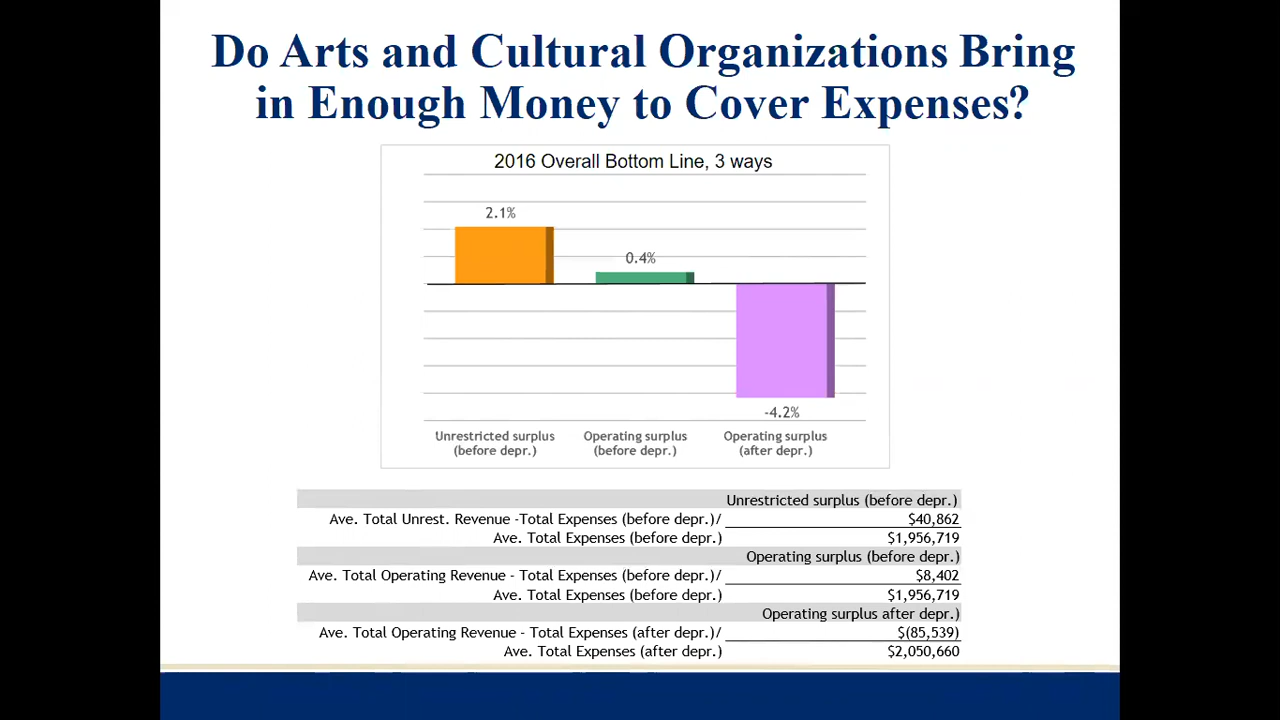 Do Arts and Cultural Organizations Bring
in Enough Money to Cover Expenses?
2016 Overall Bottom Line, 3 ways
2.1%
0.4%
-4.2%
Unrestricted surplus Operating surplus Operating surplus
(before depr.) (before depr.) (after depr.)
Unrestricted surplus (before depr.)
Ave. Total Unrest. Revenue -Total Expenses (before depr.)/ $40,862
Ave. Total Expenses (before depr.) $1,956,719
Operating surplus (before depr.)
Ave. Total Operating Revenue - Total Expenses (before depr.)/ $8,402
Ave. Total Expenses (before depr.) $1,956,719
Operating surplus after depr.)
Ave. Total Operating Revenue - Total Expenses (after depr.)/ $(85,539)
Ave. Total Expenses (after depr.) $2,050,660